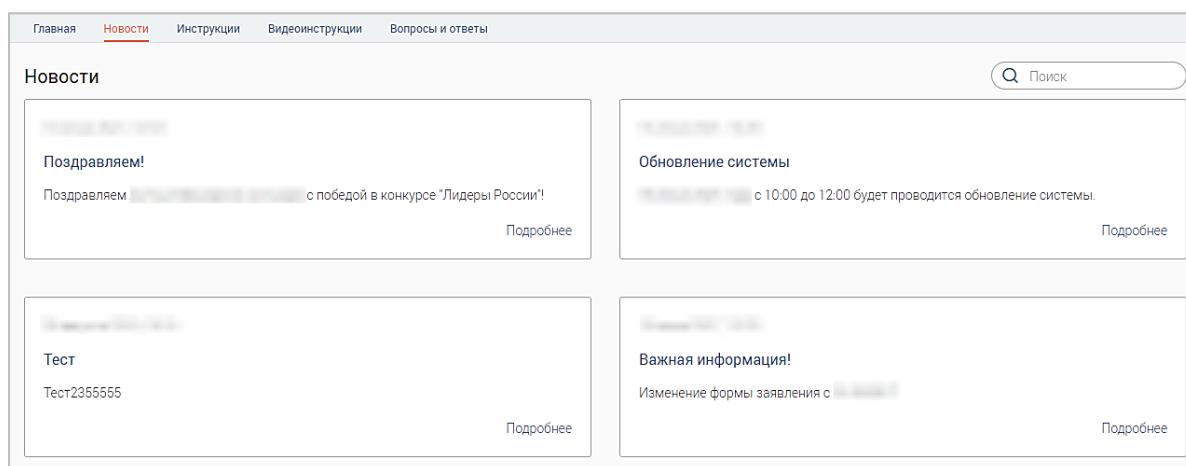 Главная Новости Инструкции Видеоинструкции Вопросы и ответы
Новости
Поиск
Поздравляем!
Поздравляем с победой в конкурсе "Лидеры России"!
Подробнее
Обновление системы
с 10:00 до 12:00 будет проводится обновление системы.
Подробнее
Тест
Тест2355555
Подробнее
Важная информация!
Изменение формы заявления с
Подробнее